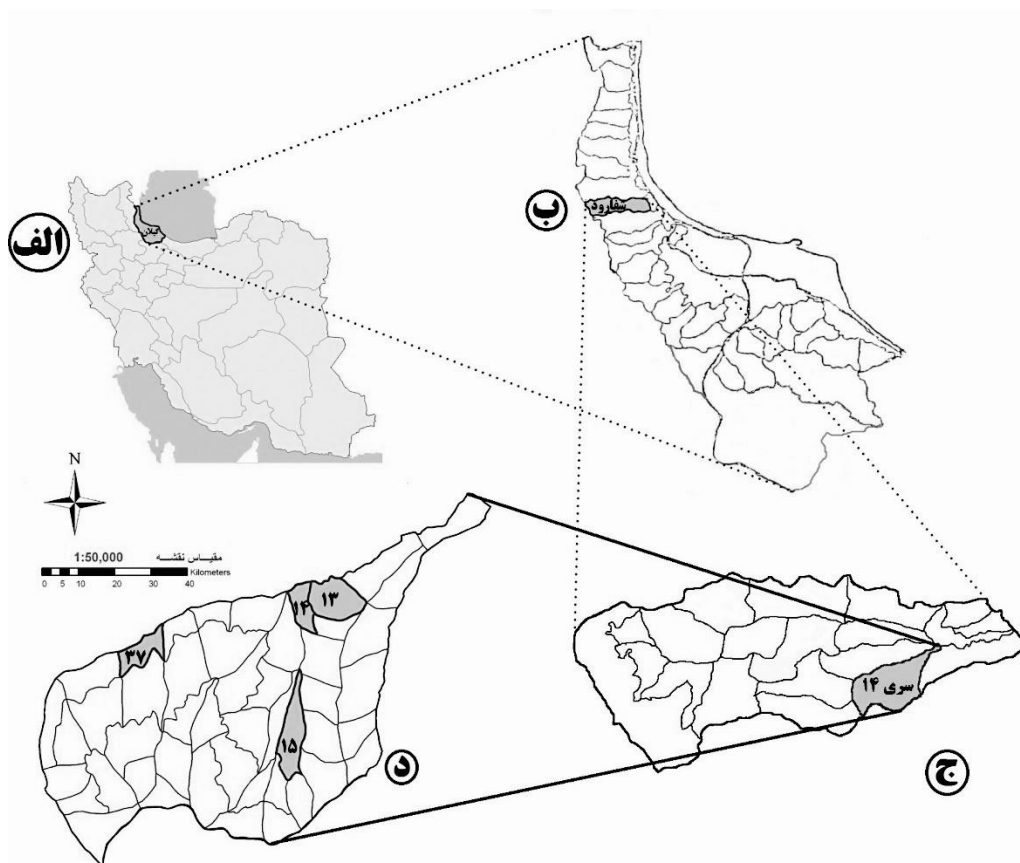 الف
گیلان
ب
شفارود
N
1:50,000 مقیاس نقشه
0 5 10 20 30 40 Kilometers
۱۳
۱۴
۳۷
۱۵
د
سری ۱۴
ج